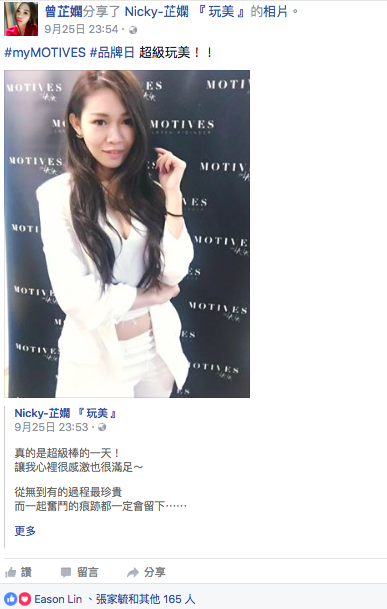 曾芷嫻分享了 Nicky-芷嫻 『 玩美 』的相片。
9月25日 23:54 ·
#myMOTIVES #品牌日 超級玩美！！
MOTIVES
MOTIVES
MOTIVES
MOTIVES
MOTIVES
MOTIVES
MOTIVES
MOTIVES
Nicky-芷嫻 『 玩美 』
9月25日 23:53 ·
真的是超級棒的一天！
讓我心裡很感激也很滿足～
從無到有的過程最珍貴
而一起奮鬥的痕跡都一定會留下⋯⋯
更多
讚 留言 分享
Eason Lin 、張家毓和其他 165 人